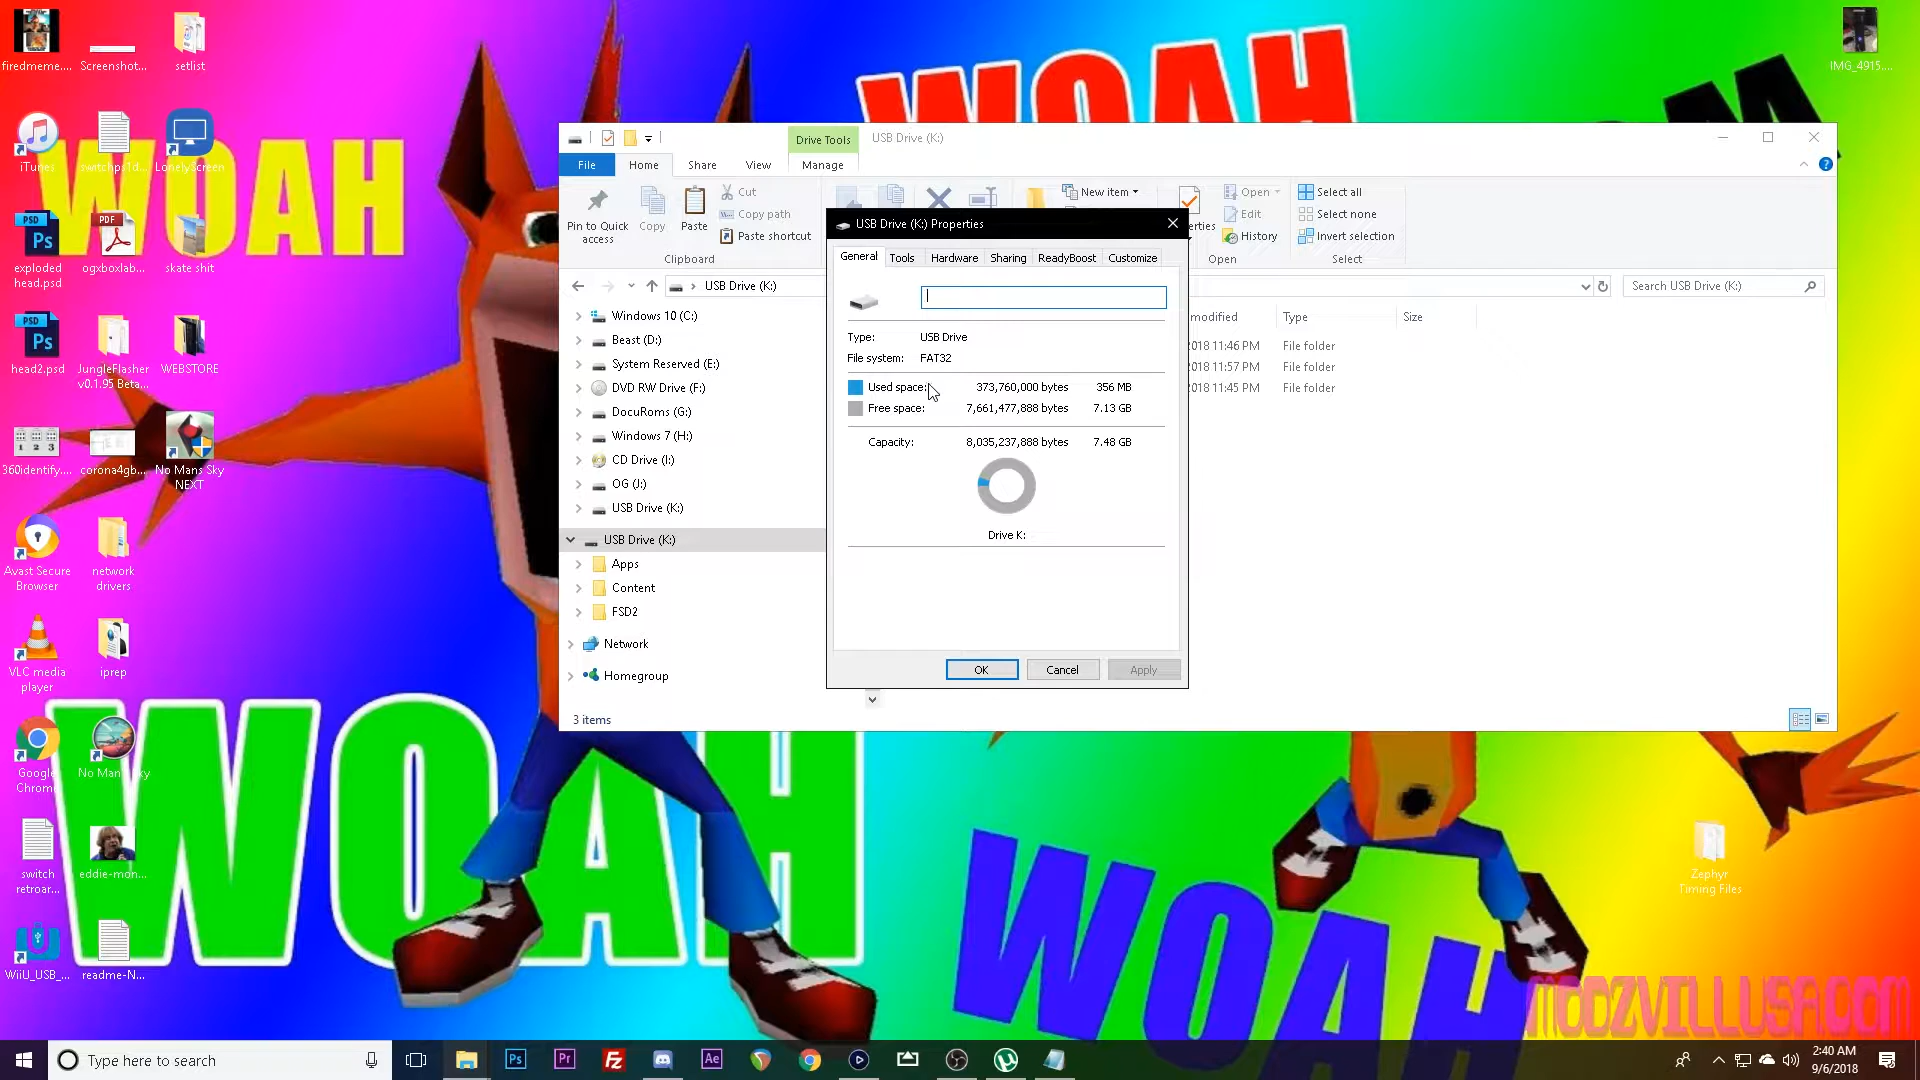 firedmeme....
Screenshot...
setlist
iTunes
switchps1d...
LonelyScreen
exploded
head.psd
ogxboxlab...
skate shit
head2.psd
JungleFlasher
v0.1.95 Beta...
WEBSTORE
360identify....
corona4gb...
No Mans Sky
NEXT
Avast Secure
Browser
network
drivers
VLC media
player
iprep
Google
Chrom
No Man
ky
switch
retroar...
eddie-mon...
WiiU_USB_...
readme-N...
IMG_4915....
Zephyr
Timing Files
WOAH
WOAH
WOAH
WOAH
MODZVILLUSA.COM
Drive Tools
USB Drive (K:)
File
Home
Share
View
Manage
Pin to Quick
access
Copy
Paste
Cut
Copy path
Paste shortcut
Clipboard
New item
erties
Open
Edit
History
Open
Select all
Select none
Invert selection
Select
USB Drive (K:)
Search USB Drive (K:)
Windows 10 (C:)
Beast (D:)
System Reserved (E:)
DVD RW Drive (F:)
DocuRoms (G:)
Windows 7 (H:)
CD Drive (I:)
OG (J:)
USB Drive (K:)
USB Drive (K:)
Apps
Content
FSD2
Network
Homegroup
3 items
modified
Type
Size
2018 11:46 PM
File folder
2018 11:57 PM
File folder
2018 11:45 PM
File folder
USB Drive (K:) Properties
General
Tools
Hardware
Sharing
ReadyBoost
Customize
Type: USB Drive
File system: FAT32
Used space: 373,760,000 bytes 356 MB
Free space: 7,661,477,888 bytes 7.13 GB
Capacity: 8,035,237,888 bytes 7.48 GB
Drive K:
OK
Cancel
Apply
Type here to search
2:40 AM
9/6/2018